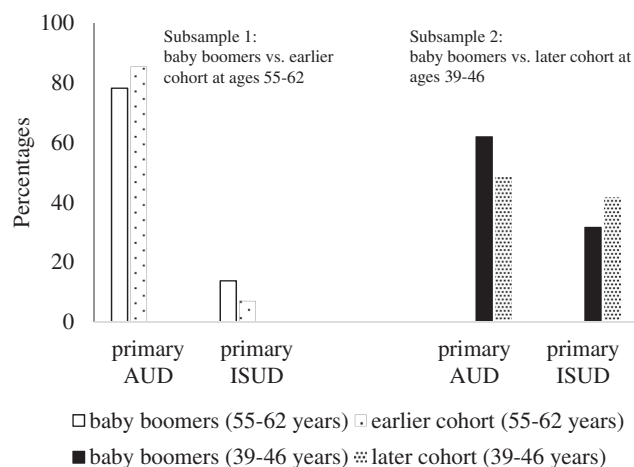 100
80
60
40
20
0
Percentages
Subsample 1:
baby boomers vs. earlier
cohort at ages 55-62
Subsample 2:
baby boomers vs. later cohort at
ages 39-46
primary
AUD
primary
ISUD
primary
AUD
primary
ISUD
baby boomers (55-62 years) earlier cohort (55-62 years)
baby boomers (39-46 years) later cohort (39-46 years)